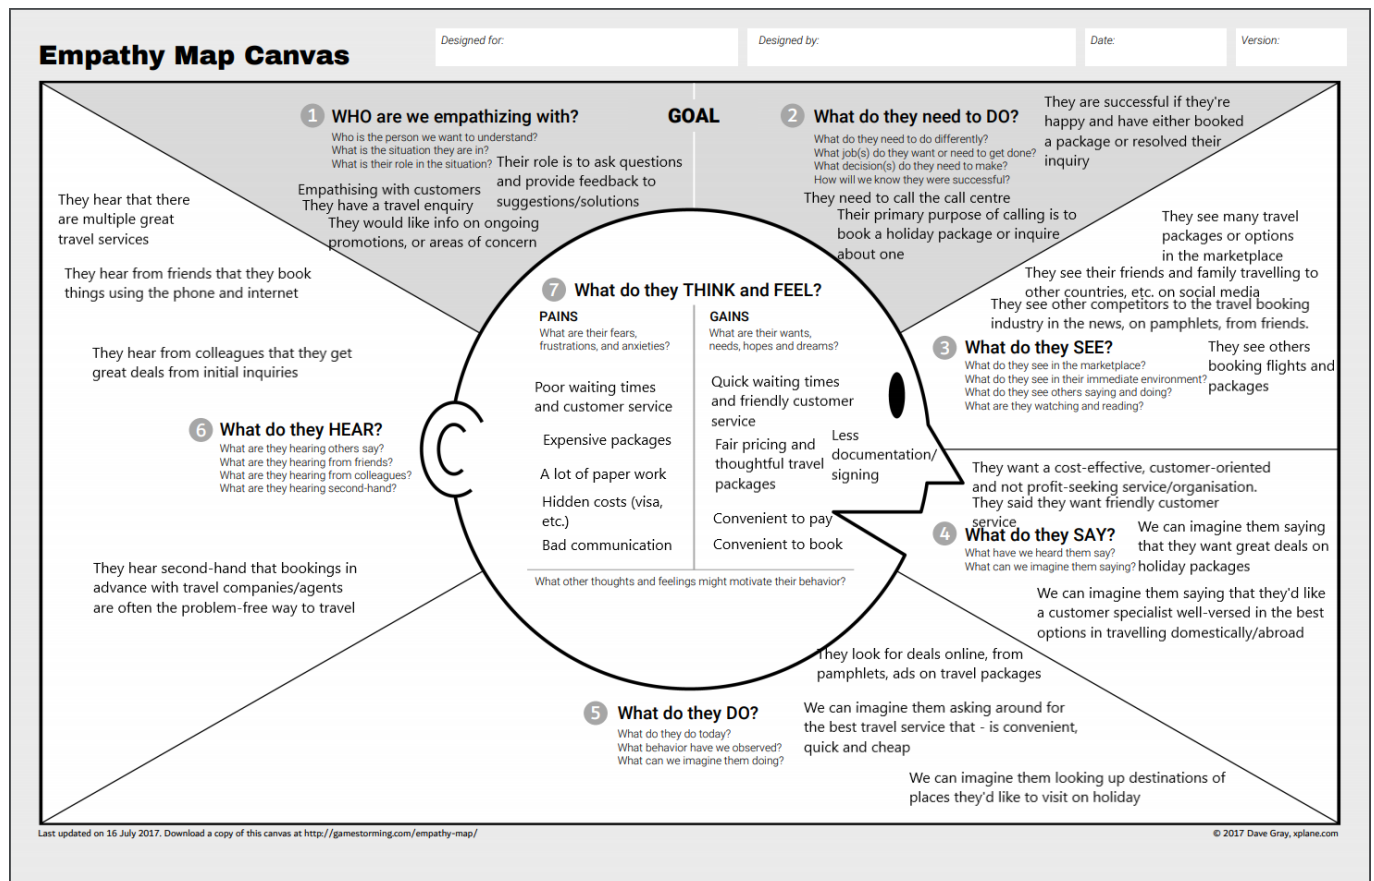 Empathy Map Canvas
Designed for:
Designed by:
Date:
Version:
1 WHO are we empathizing with?
Who is the person we want to understand?
What is the situation they are in?
What is their role in the situation?
Their role is to ask questions
and provide feedback to
suggestions/solutions
Empathising with customers
They have a travel enquiry
They would like info on ongoing
promotions, or areas of concern
GOAL
2 What do they need to DO?
What do they need to do differently?
What job(s) do they want or need to get done?
What decision(s) do they need to make?
How will we know they were successful?
They are successful if they're
happy and have either booked
a package or resolved their
inquiry
They need to call the call centre
Their primary purpose of calling is to
book a holiday package or inquire
about one
They see many travel
packages or options
in the marketplace
They see their friends and family travelling to
other countries, etc. on social media
They see other competitors to the travel booking
industry in the news, on pamphlets, from friends.
3 What do they SEE?
What do they see in the marketplace?
What do they see in their immediate environment?
What do they see others saying and doing?
What are they watching and reading?
They see others
booking flights and
packages
They want a cost-effective, customer-oriented
and not profit-seeking service/organisation.
They said they want friendly customer
service
4 What do they SAY?
What have we heard them say?
What can we imagine them saying?
We can imagine them saying
that they want great deals on
holiday packages
We can imagine them saying that they'd like
a customer specialist well-versed in the best
options in travelling domestically/abroad
They look for deals online, from
pamphlets, ads on travel packages
5 What do they DO?
What do they do today?
What behavior have we observed?
What can we imagine them doing?
We can imagine them asking around for
the best travel service that - is convenient,
quick and cheap
We can imagine them looking up destinations of
places they'd like to visit on holiday
They hear that there
are multiple great
travel services
They hear from friends that they book
things using the phone and internet
They hear from colleagues that they get
great deals from initial inquiries
6 What do they HEAR?
What are they hearing others say?
What are they hearing from friends?
What are they hearing from colleagues?
What are they hearing second-hand?
They hear second-hand that bookings in
advance with travel companies/agents
are often the problem-free way to travel
7 What do they THINK and FEEL?
PAINS
What are their fears,
frustrations, and anxieties?
Poor waiting times
and customer service
Expensive packages
A lot of paper work
Hidden costs (visa,
etc.)
Bad communication
GAINS
What are their wants,
needs, hopes and dreams?
Quick waiting times
and friendly customer
service
Fair pricing and
thoughtful travel
packages
Less
documentation/
signing
Convenient to pay
Convenient to book
What other thoughts and feelings might motivate their behavior?
Last updated on 16 July 2017. Download a copy of this canvas at http://gamestorming.com/empathy-map/
© 2017 Dave Gray, xplane.com